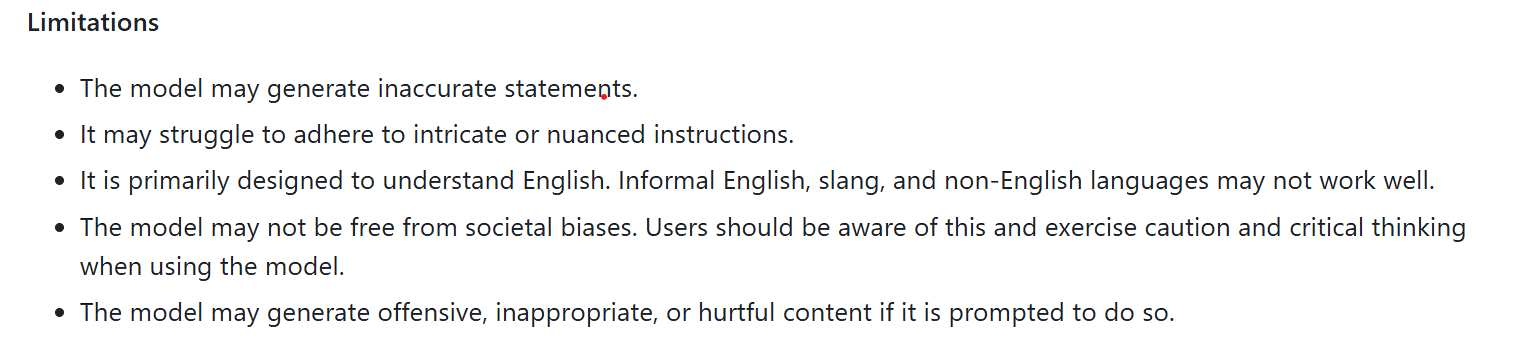 Limitations
• The model may generate inaccurate statements.
• It may struggle to adhere to intricate or nuanced instructions.
• It is primarily designed to understand English. Informal English, slang, and non-English languages may not work well.
• The model may not be free from societal biases. Users should be aware of this and exercise caution and critical thinking
when using the model.
• The model may generate offensive, inappropriate, or hurtful content if it is prompted to do so.